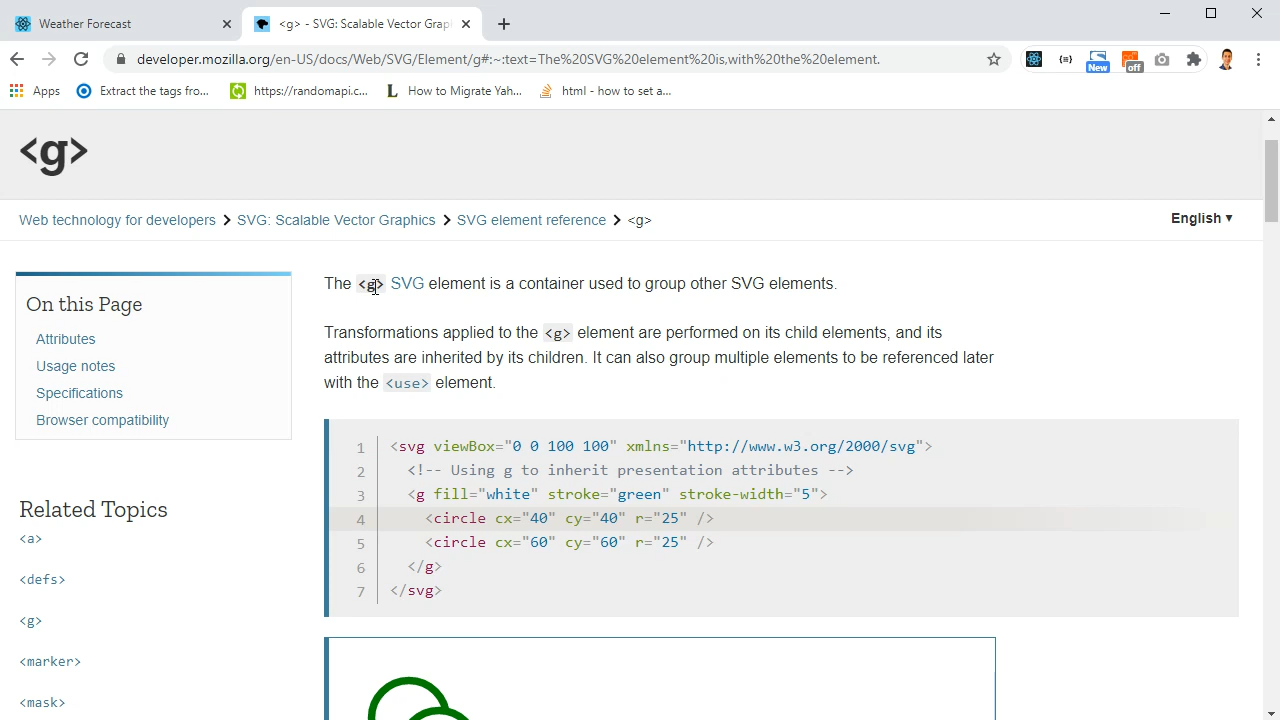 Weather Forecast
<g> - SVG: Scalable Vector Grap
developer.mozilla.org/en-US/docs/Web/SVG/Element/g#:~:text=The%20SVG%20element%20is,with%20the%20element.
New
off
Apps
Extract the tags fro...
https://randomapi.c...
How to Migrate Yah...
html - how to set a...
<g>
Web technology for developers
SVG: Scalable Vector Graphics
SVG element reference
<g>
English ▾
On this Page
Attributes
Usage notes
Specifications
Browser compatibility
Related Topics
<a>
<defs>
<g>
<marker>
<mask>
The <g> SVG element is a container used to group other SVG elements.
Transformations applied to the <g> element are performed on its child elements, and its
attributes are inherited by its children. It can also group multiple elements to be referenced later
with the <use> element.
1 <svg viewBox="0 0 100 100" xmlns="http://www.w3.org/2000/svg">
2 <!-- Using g to inherit presentation attributes -->
3 <g fill="white" stroke="green" stroke-width="5">
4 <circle cx="40" cy="40" r="25" />
5 <circle cx="60" cy="60" r="25" />
6 </g>
7 </svg>